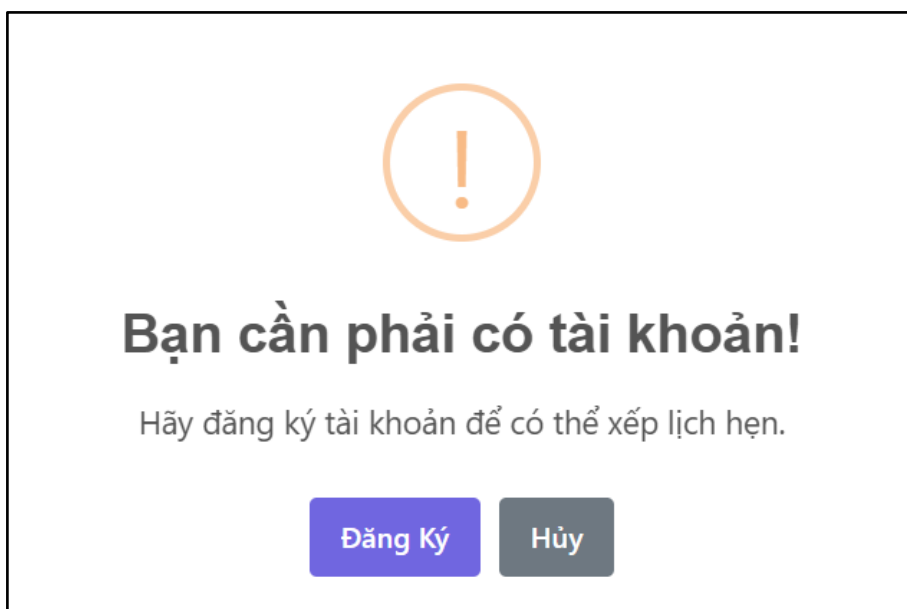 !
Bạn cần phải có tài khoản!
Hãy đăng ký tài khoản để có thể xếp lịch hẹn.
Đăng Ký Hủy